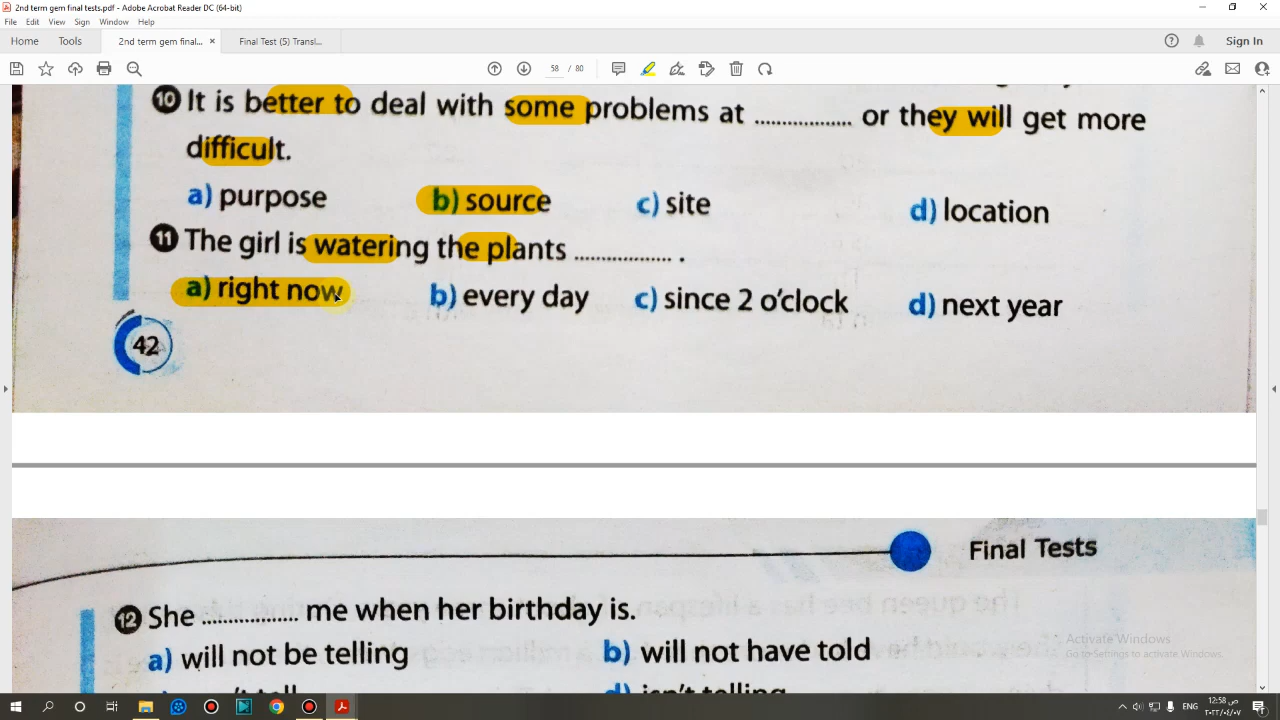 2nd term gem final tests.pdf - Adobe Acrobat Reader DC (64-bit)
File Edit View Sign Window Help
Home Tools 2nd term gem final... × Final Test (5) Transl... Sign In
58 / 80
10 It is better to deal with some problems at .................. or they will get more
difficult.
a) purpose b) source c) site d) location
11 The girl is watering the plants .................. .
a) right now b) every day c) since 2 o'clock d) next year
42
Final Tests
12 She .................. me when her birthday is.
a) will not be telling b) will not have told
d) isn't telling
Activate Windows
Go to Settings to activate Windows.
ENG
12:58 ص